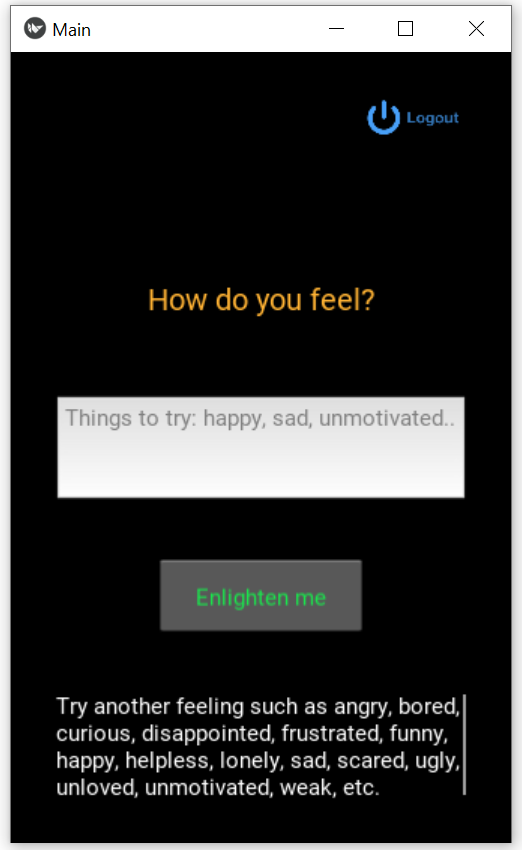 Main
Logout
How do you feel?
Things to try: happy, sad, unmotivated..
Enlighten me
Try another feeling such as angry, bored,
curious, disappointed, frustrated, funny,
happy, helpless, lonely, sad, scared, ugly,
unloved, unmotivated, weak, etc.